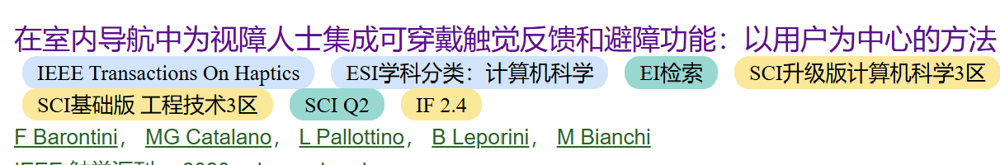 在室内导航中为视障人士集成可穿戴触觉反馈和避障功能：以用户为中心的方法
IEEE Transactions On Haptics ESI学科分类：计算机科学 EI检索 SCI升级版计算机科学3区
SCI基础版 工程技术3区 SCI Q2 IF 2.4
F Barontini， MG Catalano， L Pallottino， B Leporini， M Bianchi